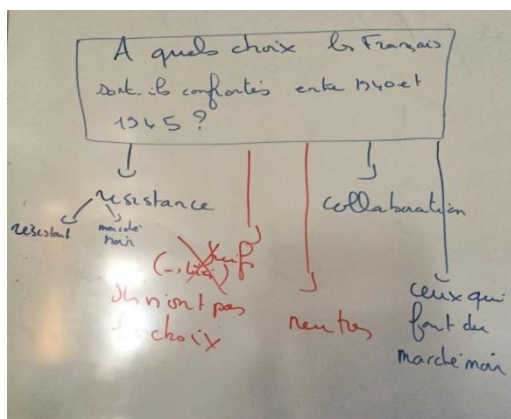 A quels choix les Français
sont-ils confrontés entre 1940 et
1945 ?
résistance
résistant
marché
noir
Juif
ils n'ont pas
choix
neutres
collaboration
ceux qui
font du
marché noir